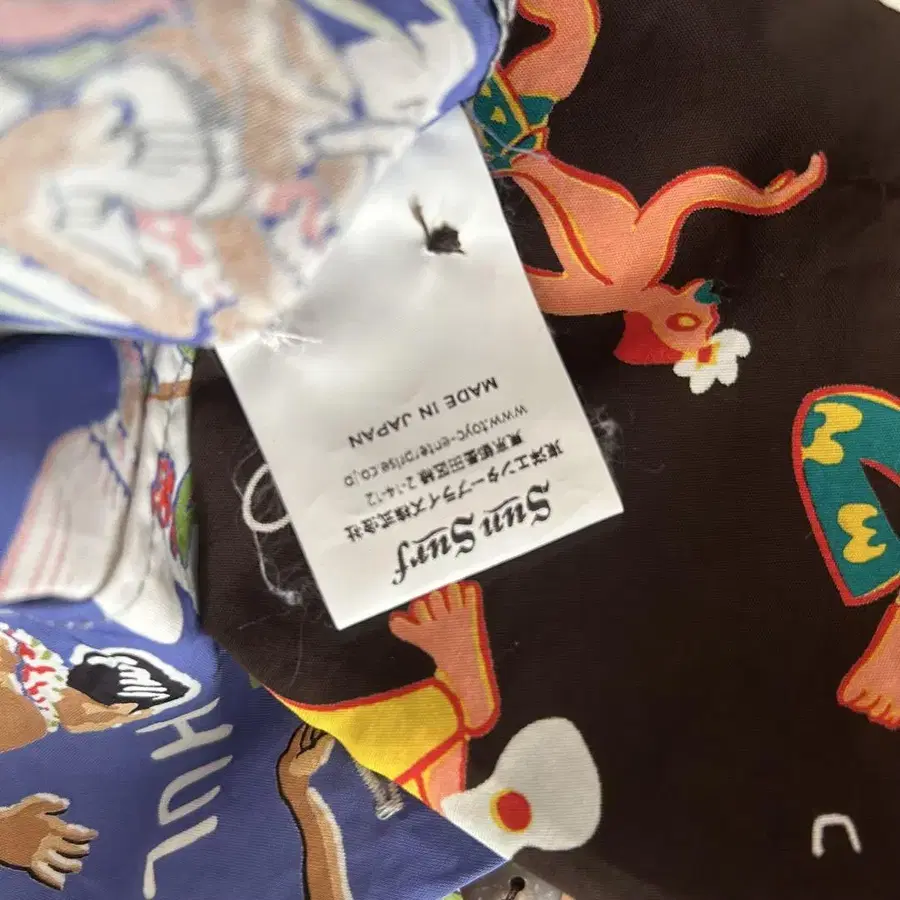 Sun Surf
東洋エンタープライズ株式会社
東京都墨田区緑 2-14-12
www.toyo-enterprise.co.jp
MADE IN JAPAN
HUL